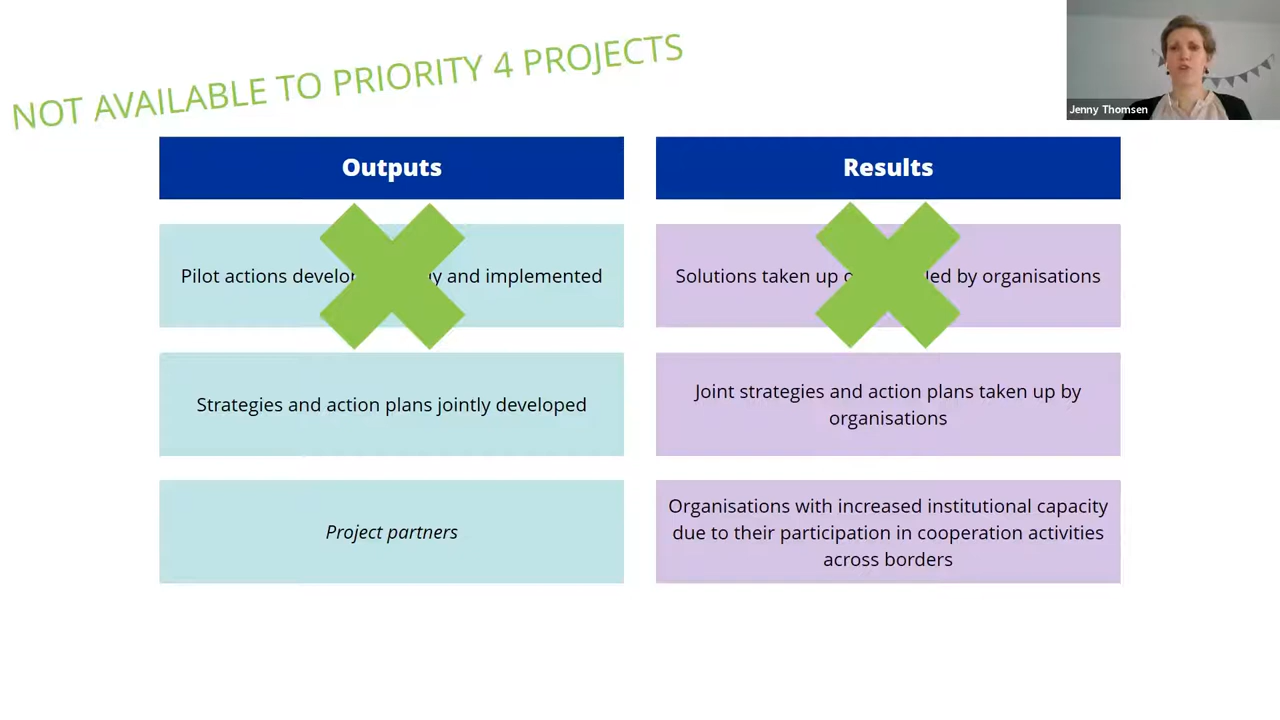 NOT AVAILABLE TO PRIORITY 4 PROJECTS
Jenny Thomsen
Outputs
Results
Pilot actions and implemented
Solutions taken up by organisations
Strategies and action plans jointly developed
Joint strategies and action plans taken up by
organisations
Project partners
Organisations with increased institutional capacity
due to their participation in cooperation activities
across borders